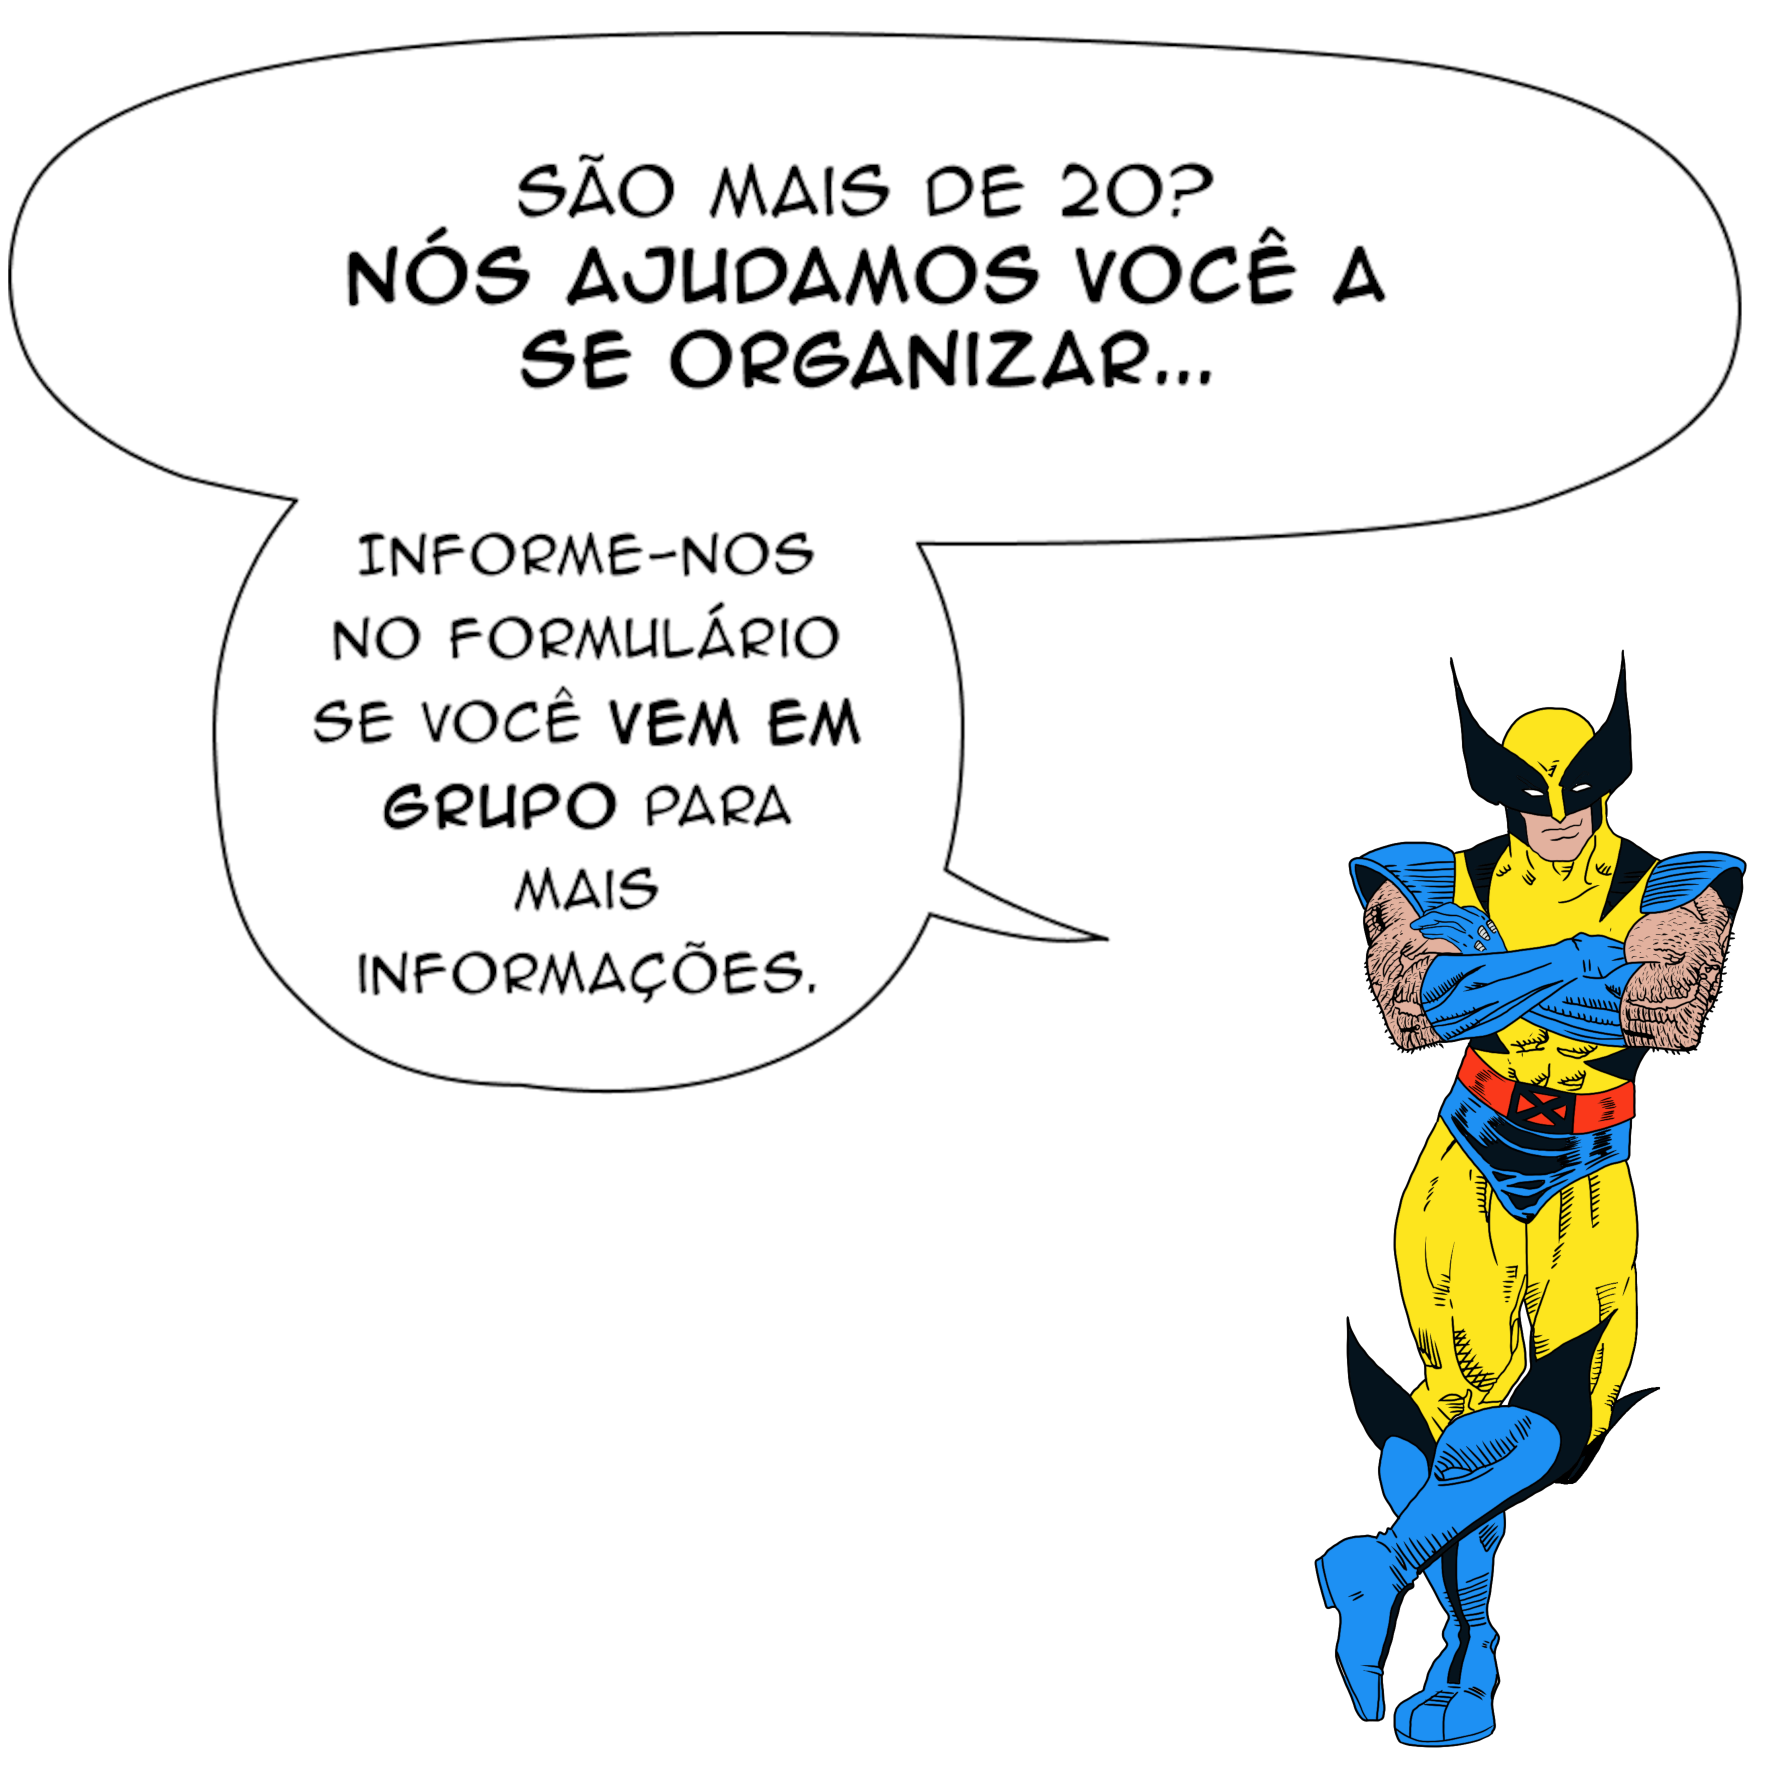 SÃO MAIS DE 20?
NÓS AJUDAMOS VOCÊ A
SE ORGANIZAR...
INFORME-NOS
NO FORMULÁRIO
SE VOCÊ VEM EM
GRUPO PARA
MAIS
INFORMAÇÕES.